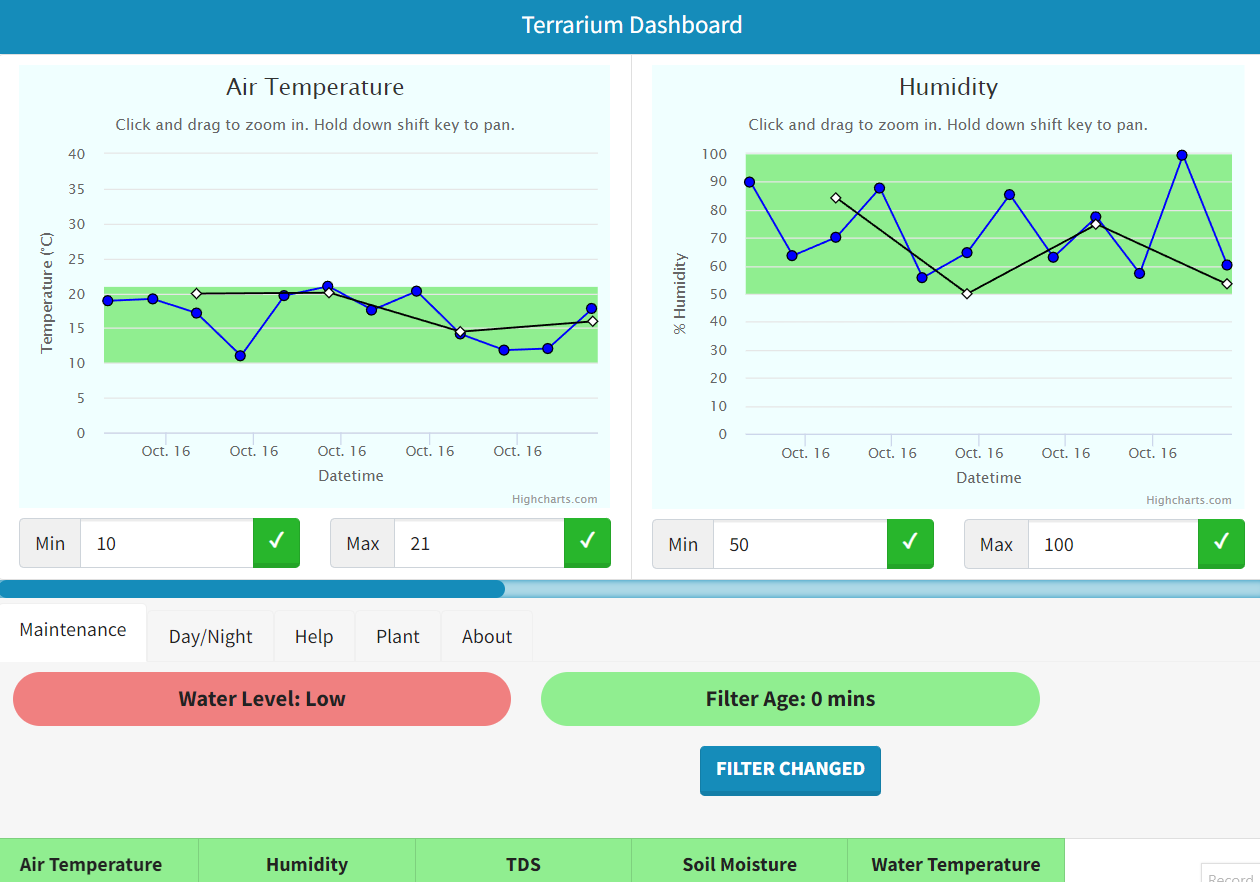 Terrarium Dashboard
Air Temperature
Click and drag to zoom in. Hold down shift key to pan.
Temperature (°C)
40
35
30
25
20
15
10
5
0
Oct. 16 Oct. 16 Oct. 16 Oct. 16 Oct. 16
Datetime
Highcharts.com
Min 10 ✓ Max 21 ✓
Humidity
Click and drag to zoom in. Hold down shift key to pan.
% Humidity
100
90
80
70
60
50
40
30
20
10
0
Oct. 16 Oct. 16 Oct. 16 Oct. 16 Oct. 16
Datetime
Highcharts.com
Min 50 ✓ Max 100 ✓
Maintenance Day/Night Help Plant About
Water Level: Low Filter Age: 0 mins
FILTER CHANGED
Air Temperature Humidity TDS Soil Moisture Water Temperature
Record